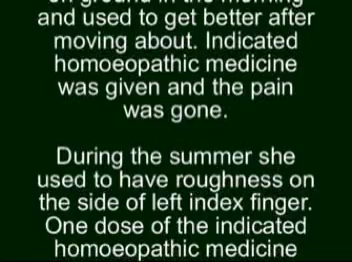 on ground in the morning
and used to get better after
moving about. Indicated
homoeopathic medicine
was given and the pain
was gone.
During the summer she
used to have roughness on
the side of left index finger.
One dose of the indicated
homoeopathic medicine